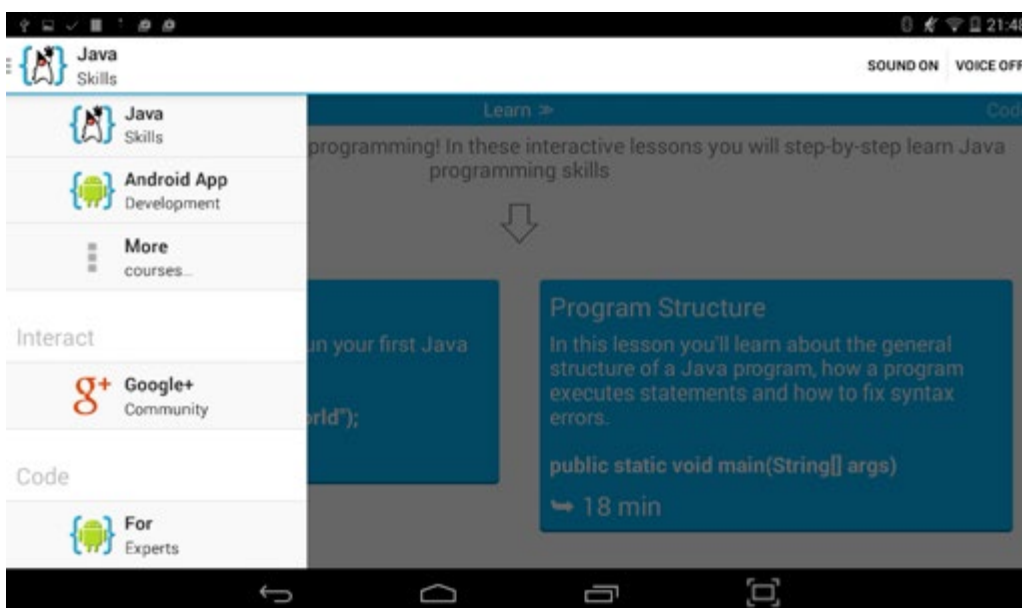 21:48
Java
Skills
SOUND ON VOICE OFF
Java
Skills
Android App
Development
More
courses...
Interact
g+ Google+
Community
Code
For
Experts
Learn >>
programming! In these interactive lessons you will step-by-step learn Java
programming skills
un your first Java
orld");
Program Structure
In this lesson you'll learn about the general
structure of a Java program, how a program
executes statements and how to fix syntax
errors.
public static void main(String[] args)
18 min